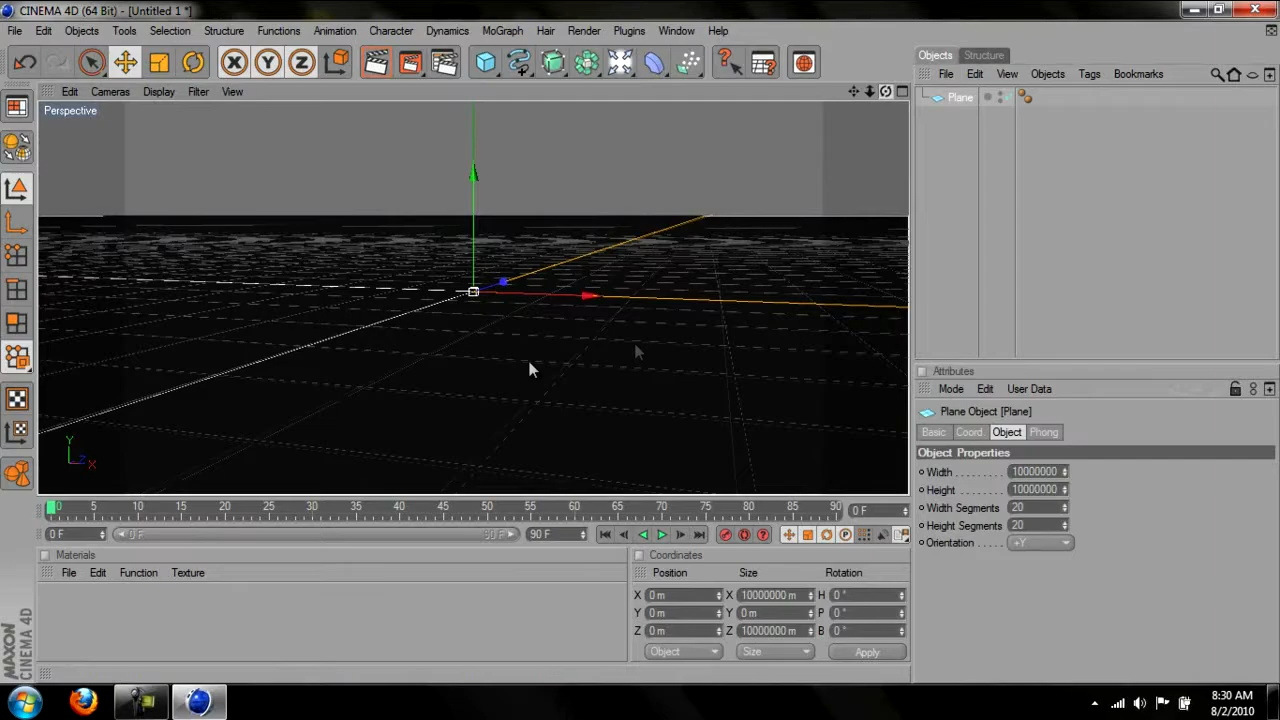 CINEMA 4D (64 Bit) - [Untitled 1 *]
File Edit Objects Tools Selection Structure Functions Animation Character Dynamics MoGraph Hair Render Plugins Window Help
X Y Z
Objects Structure
File Edit View Objects Tags Bookmarks
Edit Cameras Display Filter View
Plane
Perspective
Attributes
Mode Edit User Data
Plane Object [Plane]
Basic Coord Object Phong
Object Properties
Width 10000000
Height 10000000
Width Segments 20
Height Segments 20
Orientation +Y
Y
Z X
0 5 10 15 20 25 30 35 40 45 50 55 60 65 70 75 80 85 90 0 F
0 F 0 F 90 F 90 F
Materials
File Edit Function Texture
Coordinates
Position Size Rotation
X 0 m X 10000000 m H 0 °
Y 0 m Y 0 m P 0 °
Z 0 m Z 10000000 m B 0 °
Object Size Apply
MAXON
CINEMA 4D
8:30 AM
8/2/2010